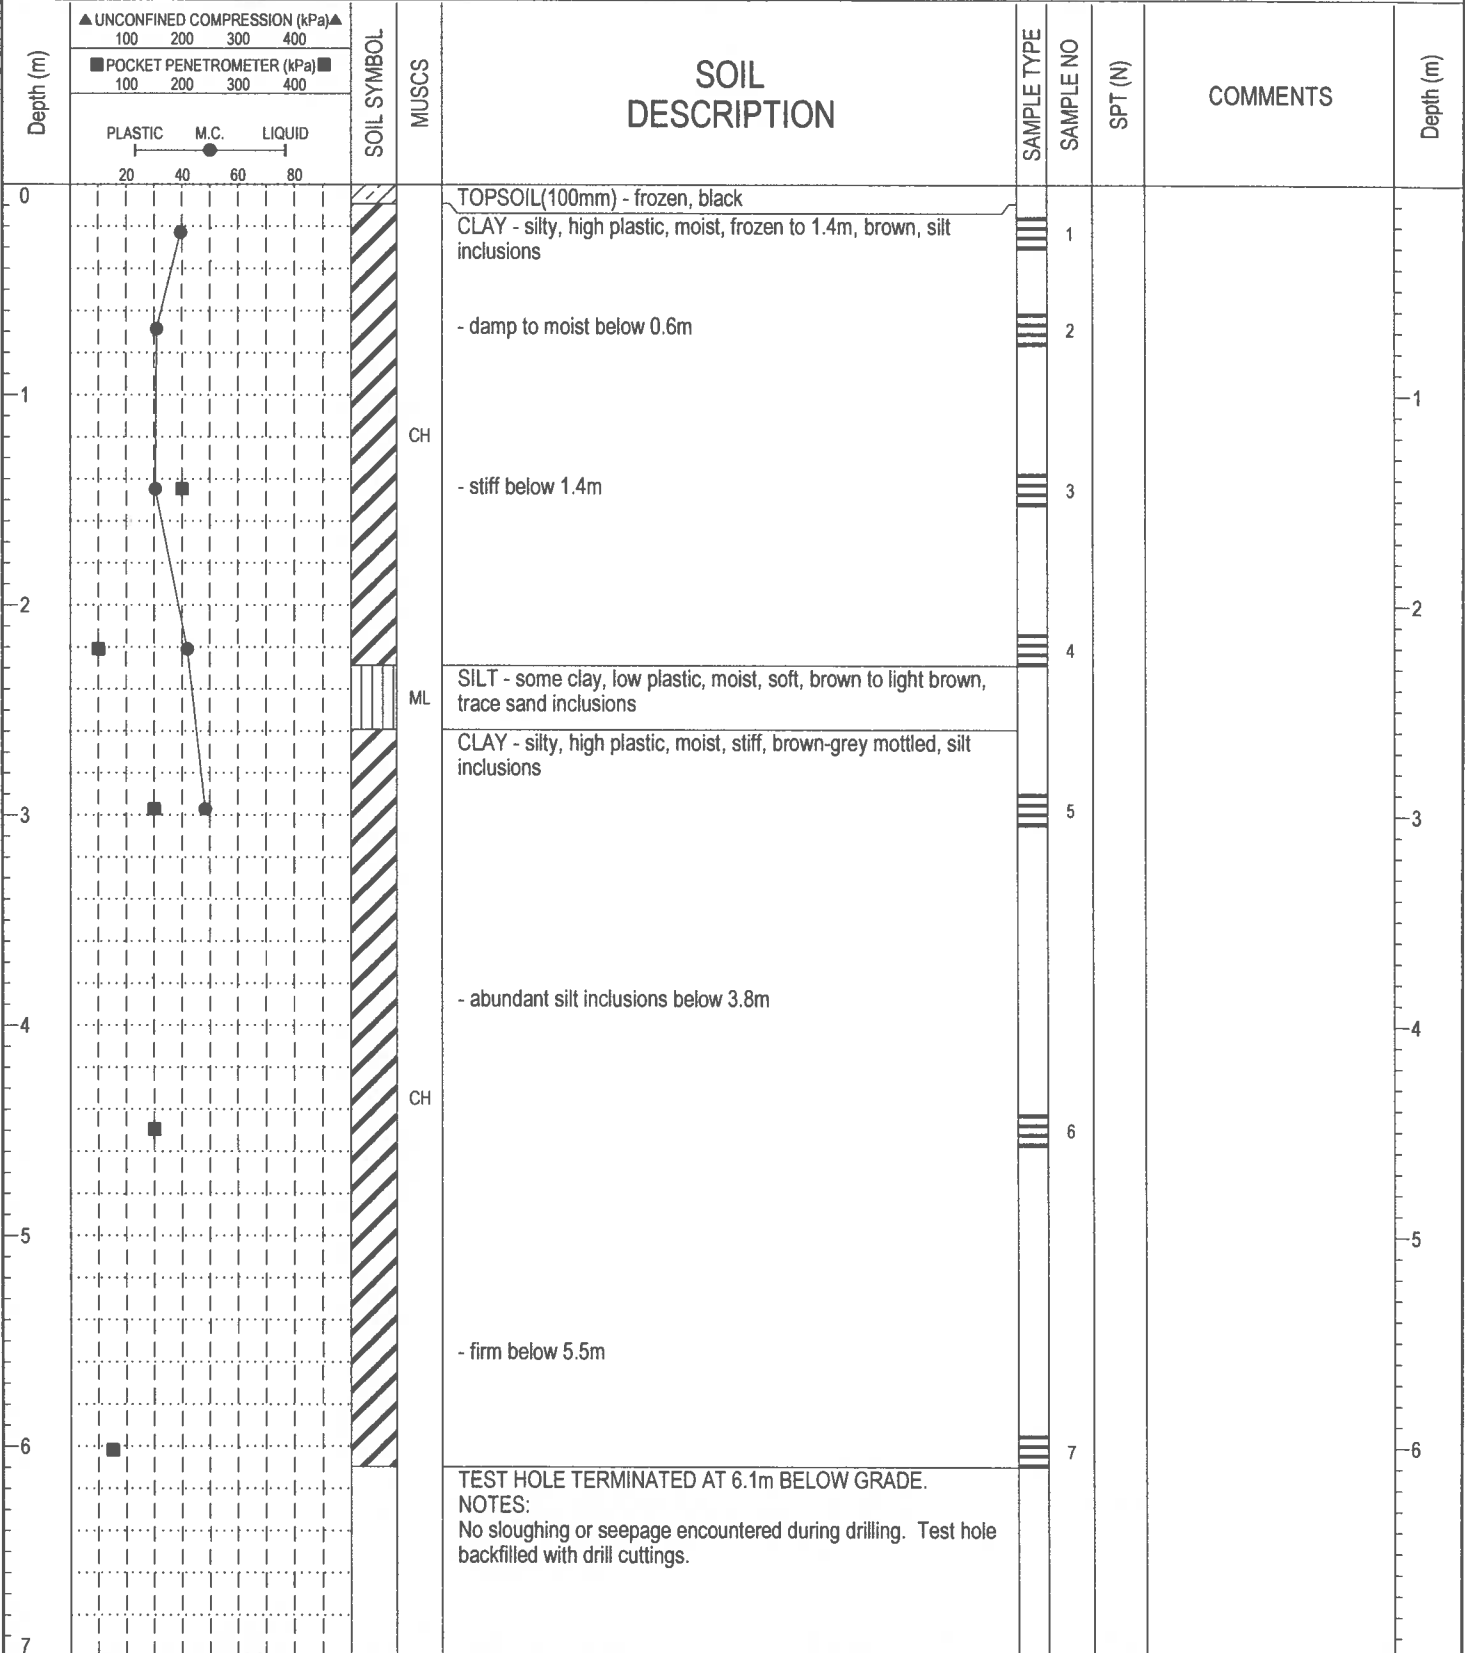 ▲ UNCONFINED COMPRESSION (kPa) ▲
100 200 300 400
■ POCKET PENETROMETER (kPa) ■
100 200 300 400
PLASTIC M.C. LIQUID
20 40 60 80
Depth (m)
SOIL SYMBOL
MUSCS
SOIL
DESCRIPTION
SAMPLE TYPE
SAMPLE NO
SPT (N)
COMMENTS
Depth (m)
0
TOPSOIL(100mm) - frozen, black
CLAY - silty, high plastic, moist, frozen to 1.4m, brown, silt
inclusions
1
- damp to moist below 0.6m
2
1
1
CH
- stiff below 1.4m
3
2
2
4
ML
SILT - some clay, low plastic, moist, soft, brown to light brown,
trace sand inclusions
CLAY - silty, high plastic, moist, stiff, brown-grey mottled, silt
inclusions
3
5
3
- abundant silt inclusions below 3.8m
4
4
CH
6
5
5
- firm below 5.5m
6
7
6
TEST HOLE TERMINATED AT 6.1m BELOW GRADE.
NOTES:
No sloughing or seepage encountered during drilling. Test hole
backfilled with drill cuttings.
7